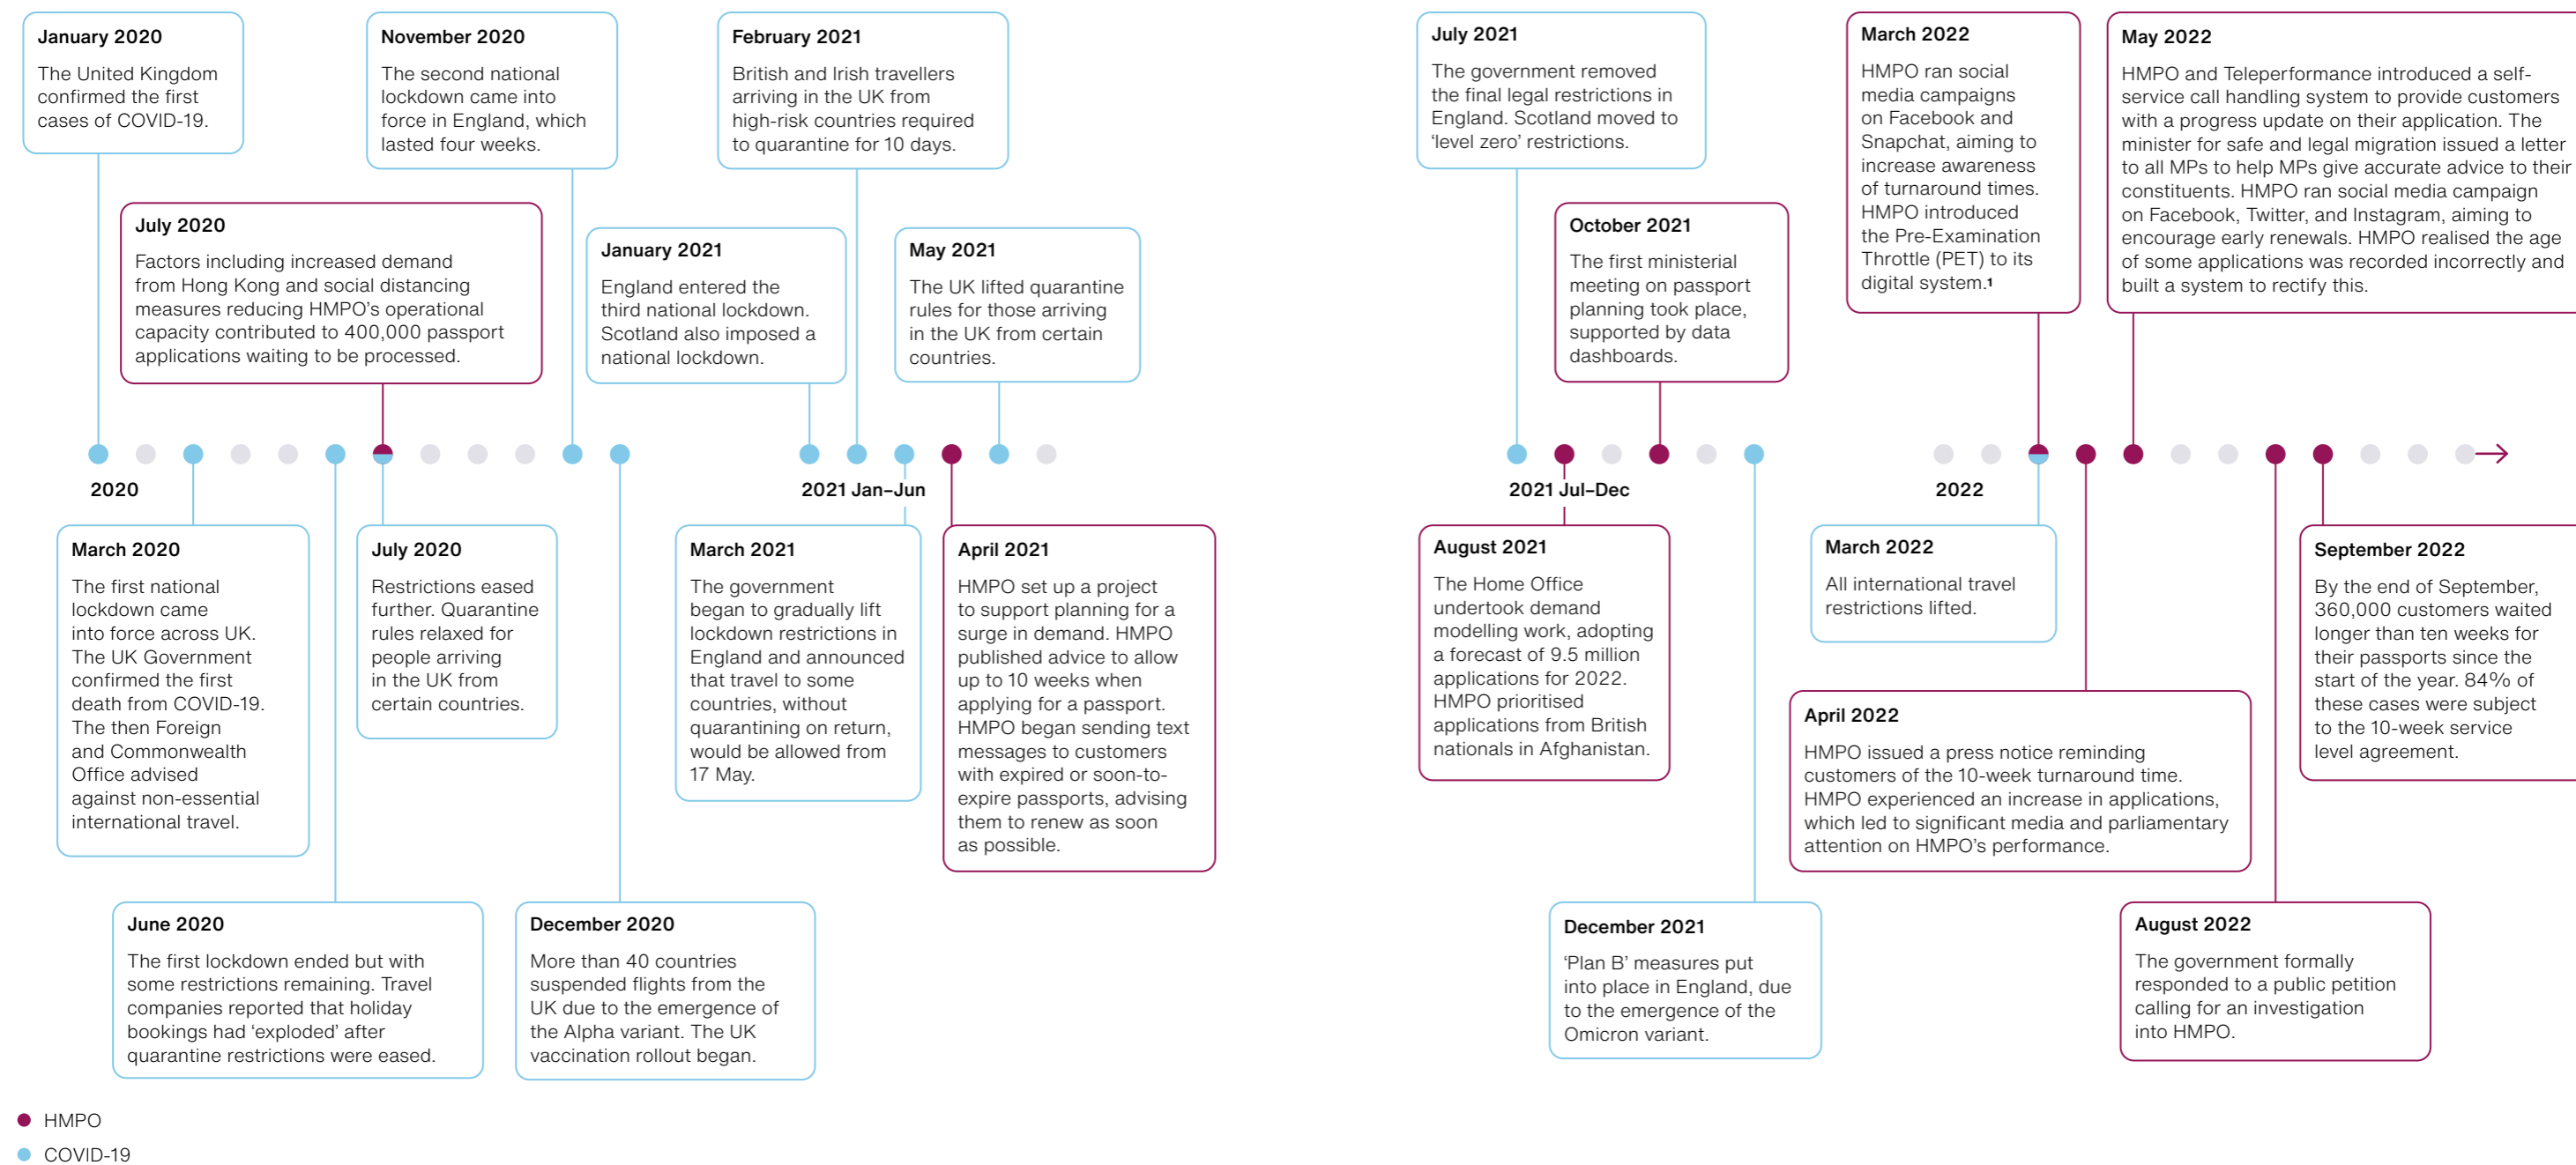 January 2020
The United Kingdom
confirmed the first
cases of COVID-19.
November 2020
The second national
lockdown came into
force in England, which
lasted four weeks.
February 2021
British and Irish travellers
arriving in the UK from
high-risk countries required
to quarantine for 10 days.
July 2021
The government removed
the final legal restrictions in
England. Scotland moved to
‘level zero’ restrictions.
March 2022
HMPO ran social
media campaigns
on Facebook and
Snapchat, aiming to
increase awareness
of turnaround times.
HMPO introduced
the Pre-Examination
Throttle (PET) to its
digital system.¹
May 2022
HMPO and Teleperformance introduced a self-
service call handling system to provide customers
with a progress update on their application. The
minister for safe and legal migration issued a letter
to all MPs to help MPs give accurate advice to their
constituents. HMPO ran social media campaign
on Facebook, Twitter, and Instagram, aiming to
encourage early renewals. HMPO realised the age
of some applications was recorded incorrectly and
built a system to rectify this.
July 2020
Factors including increased demand
from Hong Kong and social distancing
measures reducing HMPO’s operational
capacity contributed to 400,000 passport
applications waiting to be processed.
January 2021
England entered the
third national lockdown.
Scotland also imposed a
national lockdown.
May 2021
The UK lifted quarantine
rules for those arriving
in the UK from certain
countries.
October 2021
The first ministerial
meeting on passport
planning took place,
supported by data
dashboards.
2020
2021 Jan–Jun
2021 Jul–Dec
2022
March 2020
The first national
lockdown came
into force across UK.
The UK Government
confirmed the first
death from COVID-19.
The then Foreign
and Commonwealth
Office advised
against non-essential
international travel.
July 2020
Restrictions eased
further. Quarantine
rules relaxed for
people arriving
in the UK from
certain countries.
March 2021
The government
began to gradually lift
lockdown restrictions in
England and announced
that travel to some
countries, without
quarantining on return,
would be allowed from
17 May.
April 2021
HMPO set up a project
to support planning for a
surge in demand. HMPO
published advice to allow
up to 10 weeks when
applying for a passport.
HMPO began sending text
messages to customers
with expired or soon-to-
expire passports, advising
them to renew as soon
as possible.
August 2021
The Home Office
undertook demand
modelling work, adopting
a forecast of 9.5 million
applications for 2022.
HMPO prioritised
applications from British
nationals in Afghanistan.
March 2022
All international travel
restrictions lifted.
September 2022
By the end of September,
360,000 customers waited
longer than ten weeks for
their passports since the
start of the year. 84% of
these cases were subject
to the 10-week service
level agreement.
April 2022
HMPO issued a press notice reminding
customers of the 10-week turnaround time.
HMPO experienced an increase in applications,
which led to significant media and parliamentary
attention on HMPO’s performance.
June 2020
The first lockdown ended but with
some restrictions remaining. Travel
companies reported that holiday
bookings had ‘exploded’ after
quarantine restrictions were eased.
December 2020
More than 40 countries
suspended flights from the
UK due to the emergence of
the Alpha variant. The UK
vaccination rollout began.
December 2021
‘Plan B’ measures put
into place in England, due
to the emergence of the
Omicron variant.
August 2022
The government formally
responded to a public petition
calling for an investigation
into HMPO.
HMPO
COVID-19